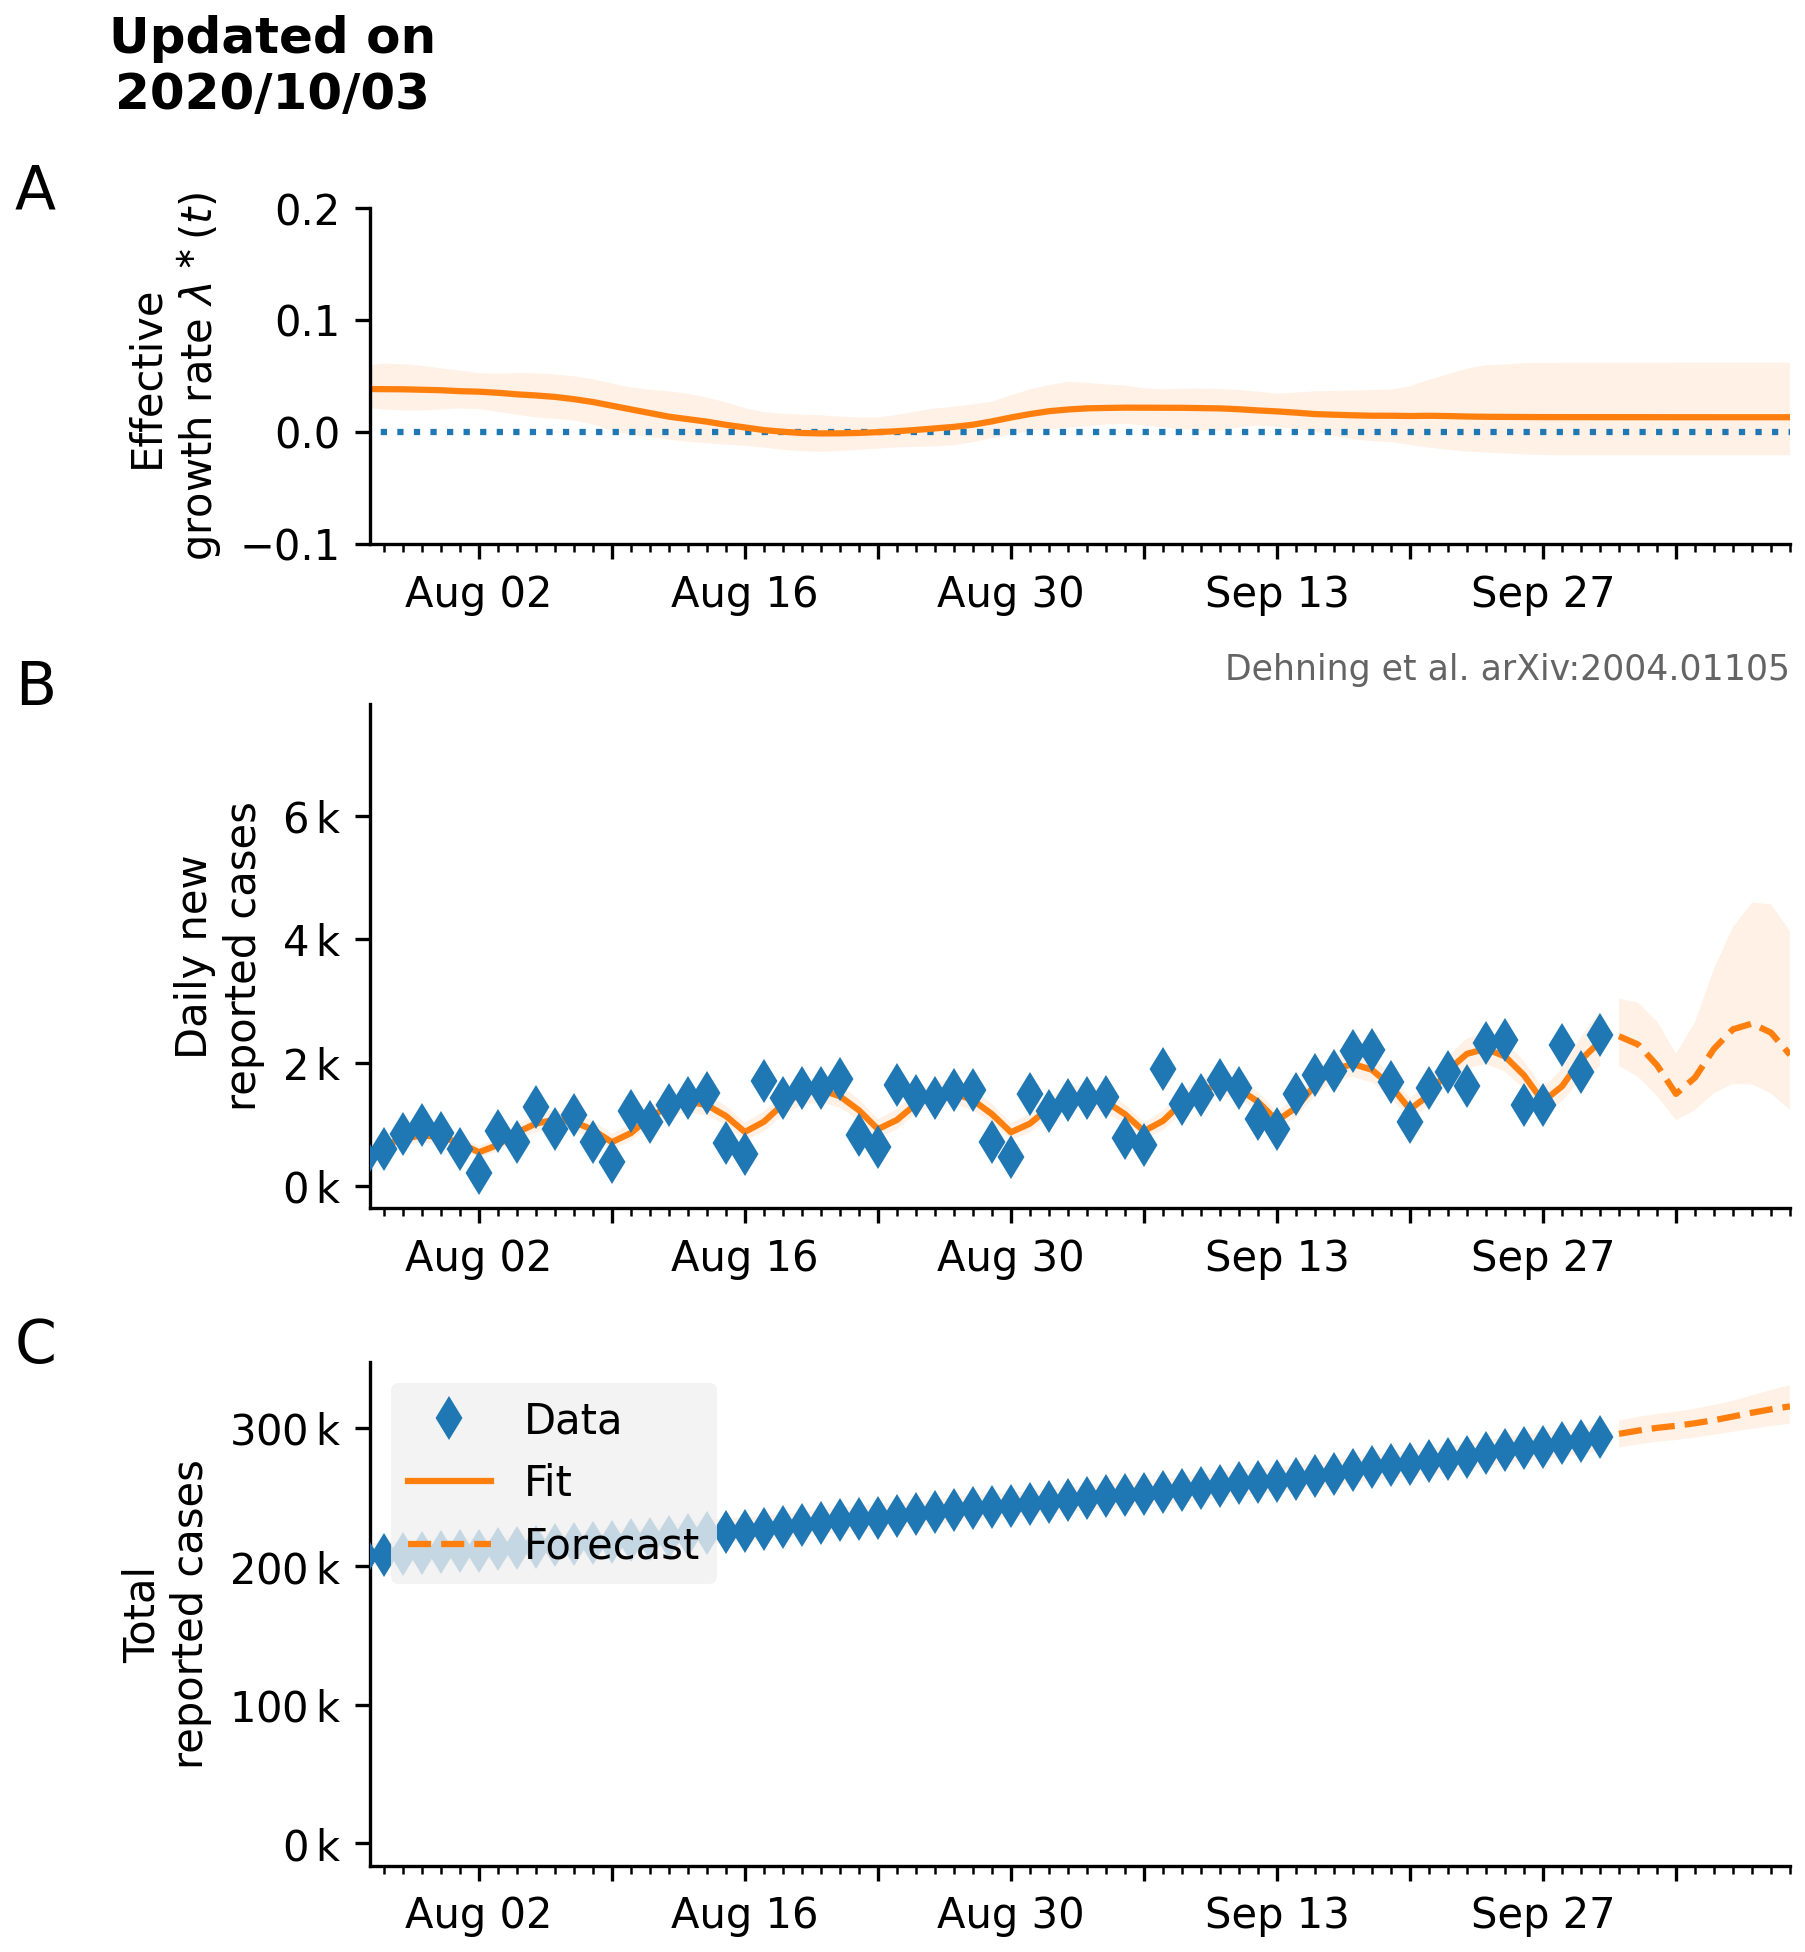 Updated on
2020/10/03
A
Effective
growth rate λ * (t)
0.2
0.1
0.0
−0.1
Aug 02 Aug 16 Aug 30 Sep 13 Sep 27
B
Dehning et al. arXiv:2004.01105
Daily new
reported cases
6 k
4 k
2 k
0 k
Aug 02 Aug 16 Aug 30 Sep 13 Sep 27
C
Total
reported cases
300 k
200 k
100 k
0 k
Data
Fit
Forecast
Aug 02 Aug 16 Aug 30 Sep 13 Sep 27